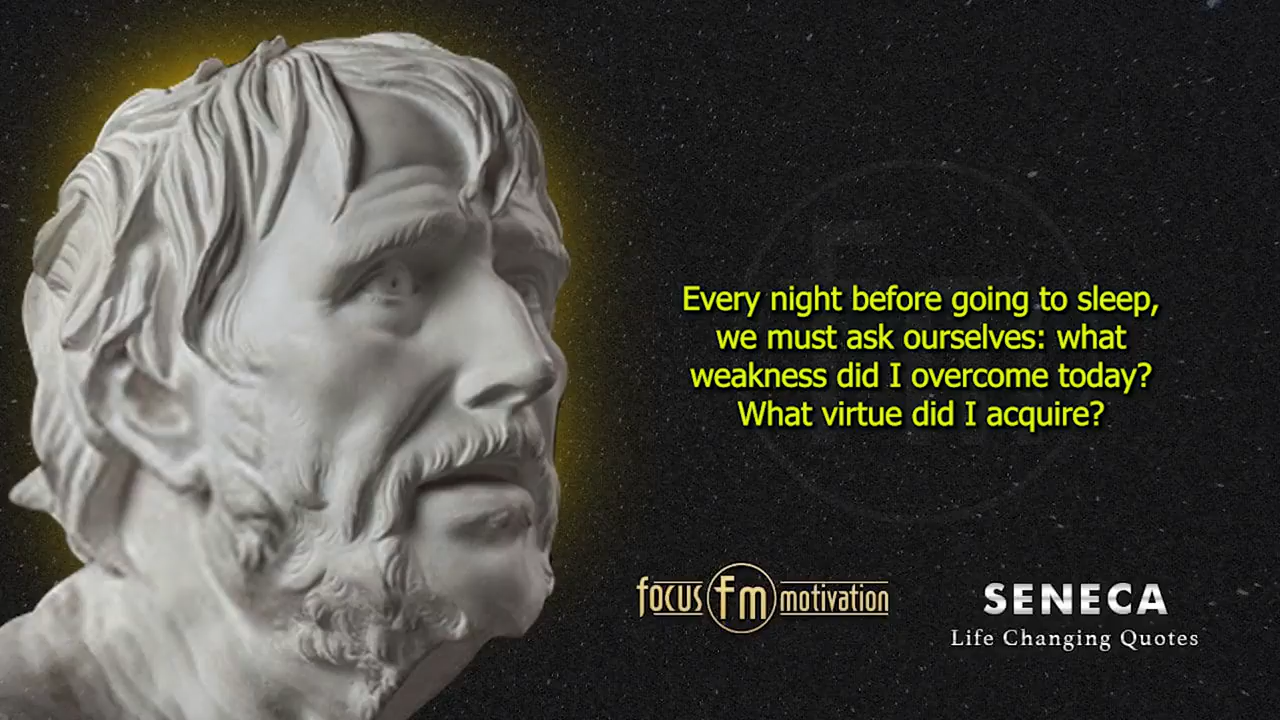 Every night before going to sleep,
we must ask ourselves: what
weakness did I overcome today?
What virtue did I acquire?
focus fm motivation
SENECA
Life Changing Quotes